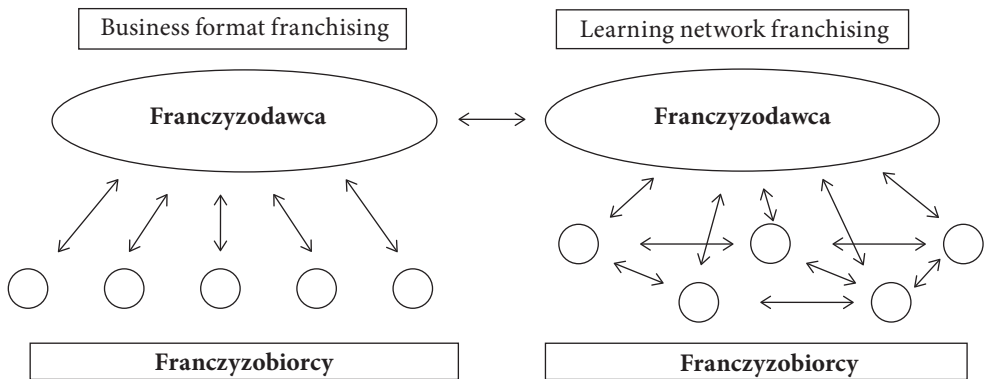 Business format franchising
Learning network franchising
Franczyzodawca
Franczyzodawca
Franczyzobiorcy
Franczyzobiorcy